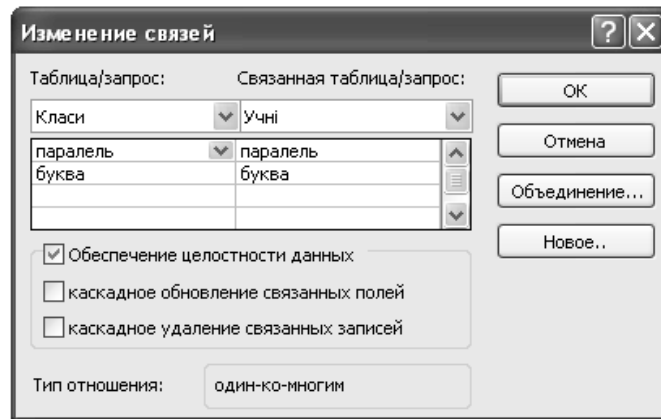 Изменение связей
Таблица/запрос: Связанная таблица/запрос:
Класи Учні
паралель паралель
буква буква
Обеспечение целостности данных
каскадное обновление связанных полей
каскадное удаление связанных записей
Тип отношения: один-ко-многим
ОК
Отмена
Объединение...
Новое..